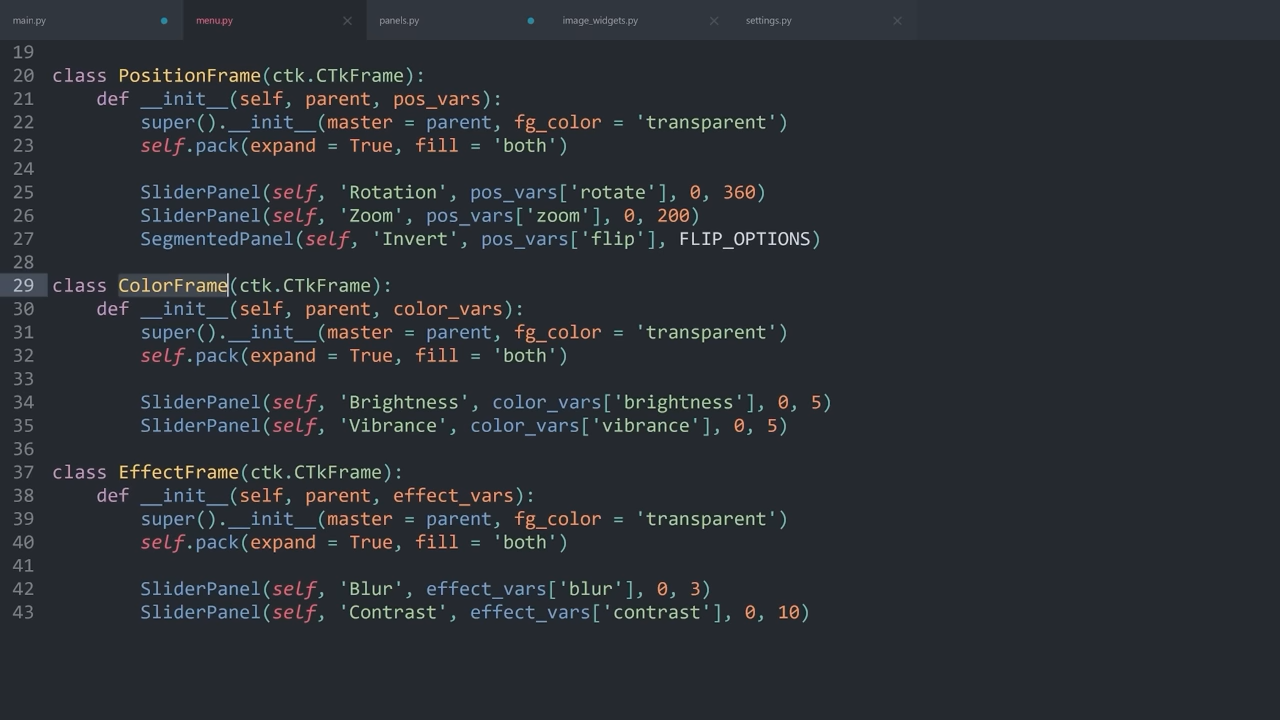 main.py menu.py panels.py image_widgets.py settings.py
19
20 class PositionFrame(ctk.CTkFrame):
21     def __init__(self, parent, pos_vars):
22         super().__init__(master = parent, fg_color = 'transparent')
23         self.pack(expand = True, fill = 'both')
24
25         SliderPanel(self, 'Rotation', pos_vars['rotate'], 0, 360)
26         SliderPanel(self, 'Zoom', pos_vars['zoom'], 0, 200)
27         SegmentedPanel(self, 'Invert', pos_vars['flip'], FLIP_OPTIONS)
28
29 class ColorFrame(ctk.CTkFrame):
30     def __init__(self, parent, color_vars):
31         super().__init__(master = parent, fg_color = 'transparent')
32         self.pack(expand = True, fill = 'both')
33
34         SliderPanel(self, 'Brightness', color_vars['brightness'], 0, 5)
35         SliderPanel(self, 'Vibrance', color_vars['vibrance'], 0, 5)
36
37 class EffectFrame(ctk.CTkFrame):
38     def __init__(self, parent, effect_vars):
39         super().__init__(master = parent, fg_color = 'transparent')
40         self.pack(expand = True, fill = 'both')
41
42         SliderPanel(self, 'Blur', effect_vars['blur'], 0, 3)
43         SliderPanel(self, 'Contrast', effect_vars['contrast'], 0, 10)